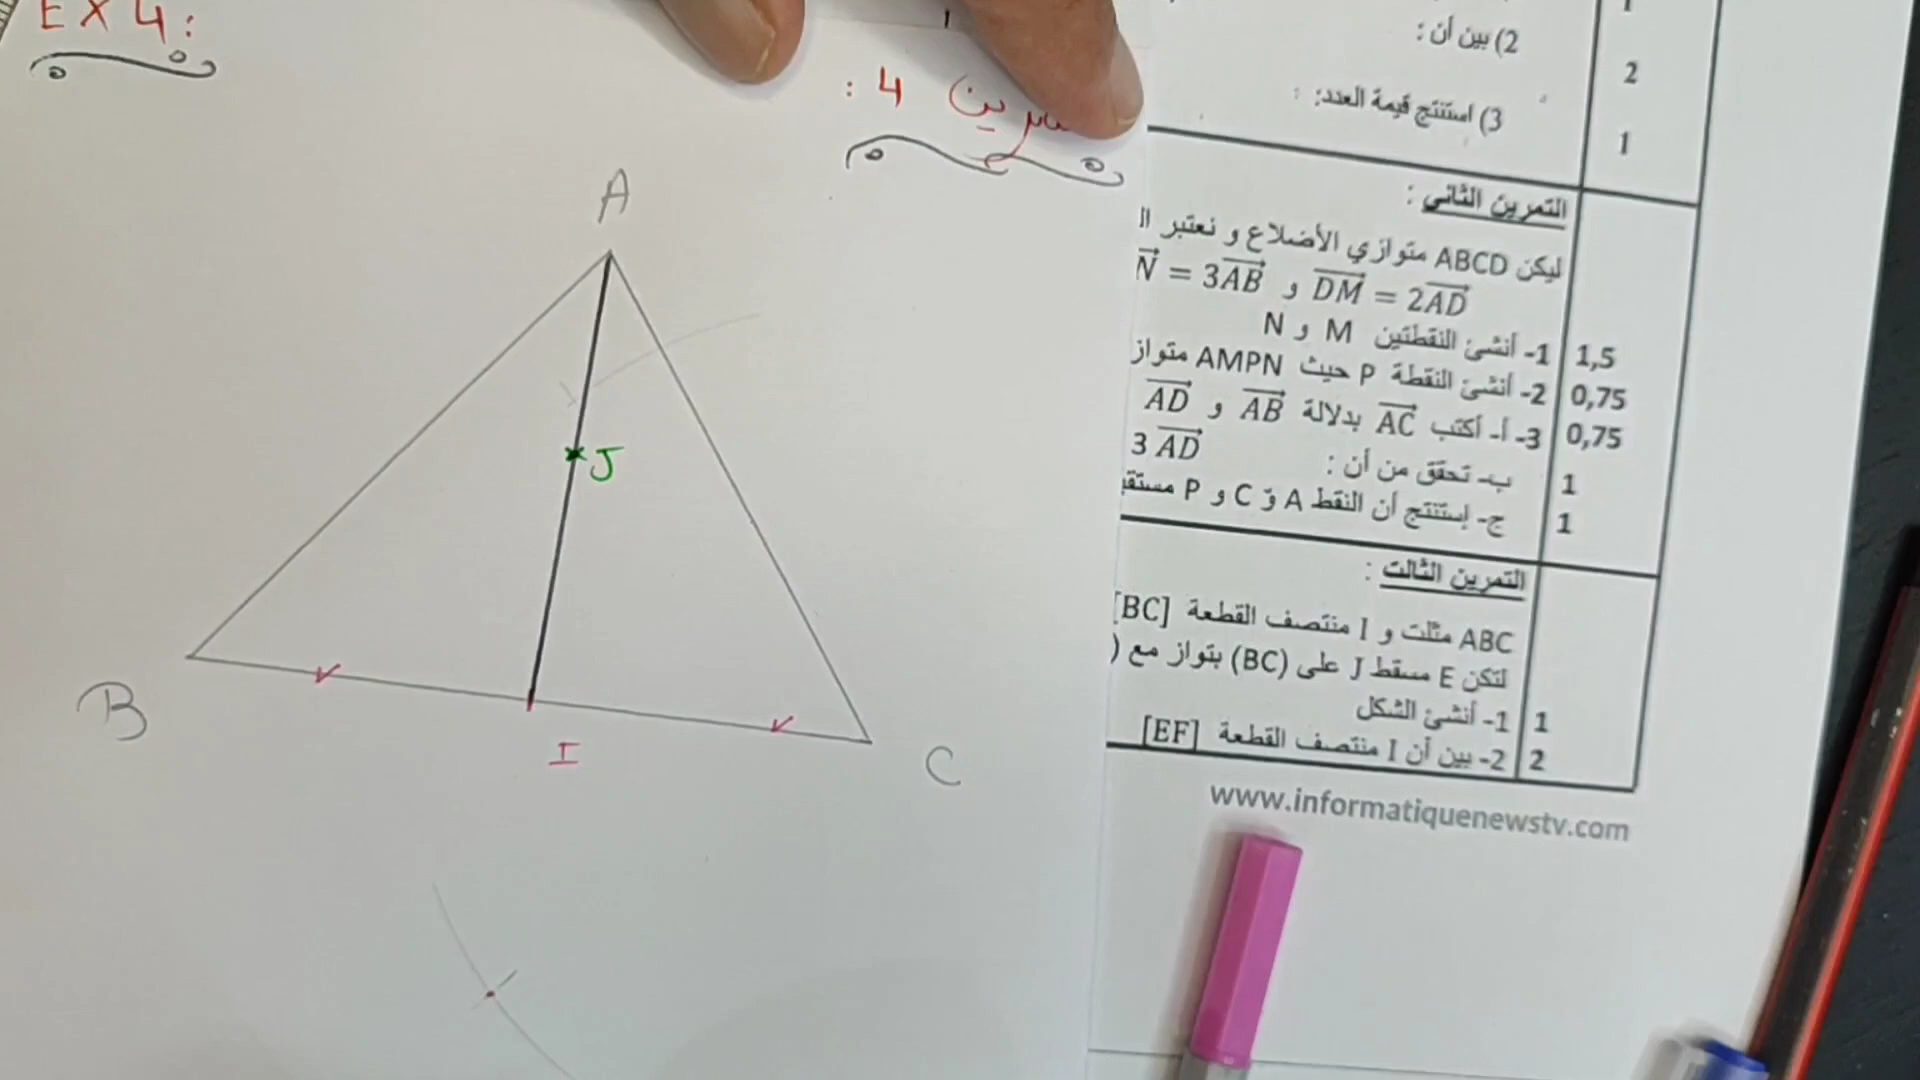 EX 4:
تمرين 4 :
A
J
B
I
C
2) بين أن :
2
3) استنتج قيمة العدد:
1
التمرين الثاني :
ليكن ABCD متوازي الأضلاع و نعتبر ال
N⃗ = 3AB⃗ و DM⃗ = 2AD⃗
1- أنشئ النقطتين M و N
1,5
2- أنشئ النقطة P حيث AMPN متواز
0,75
3- أ- أكتب AC⃗ بدلالة AB⃗ و AD⃗
0,75
ب- تحقق من أن : 3 AD⃗
1
ج- إستنتج أن النقط A و C و P مستقي
1
التمرين الثالث :
ABC مثلث و I منتصف القطعة [BC]
لتكن E مسقط J على (BC) بتواز مع (
1- أنشئ الشكل
1
2- بين أن I منتصف القطعة [EF]
2
www.informatiquenewstv.com